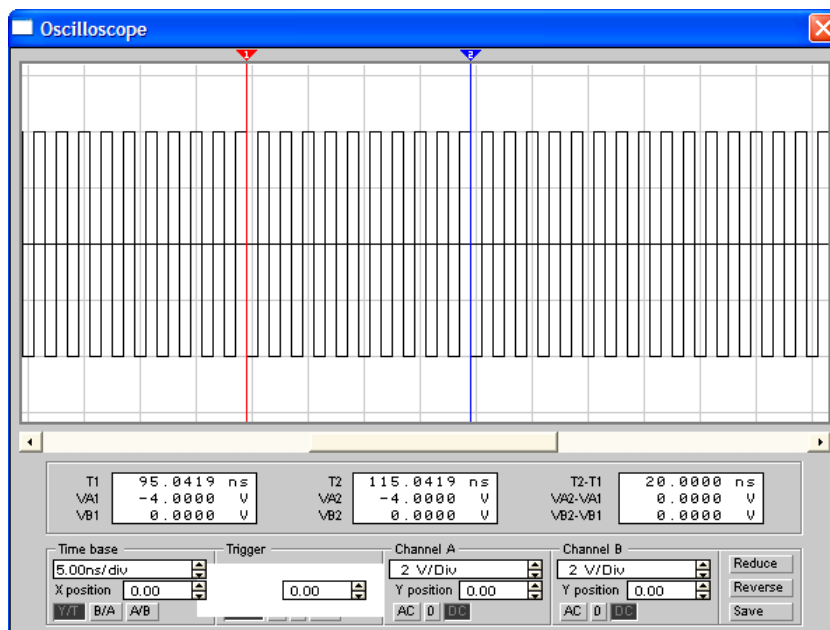 Oscilloscope
1 2
T1 95.0419 ns T2 115.0419 ns T2-T1 20.0000 ns
VA1 -4.0000 V VA2 -4.0000 V VA2-VA1 0.0000 V
VB1 0.0000 V VB2 0.0000 V VB2-VB1 0.0000 V
Time base Trigger Channel A Channel B
5.00ns/div 2 V/Div 2 V/Div Reduce
X position 0.00 0.00 Y position 0.00 Y position 0.00 Reverse
Y/T B/A A/B AC 0 DC AC 0 DC Save